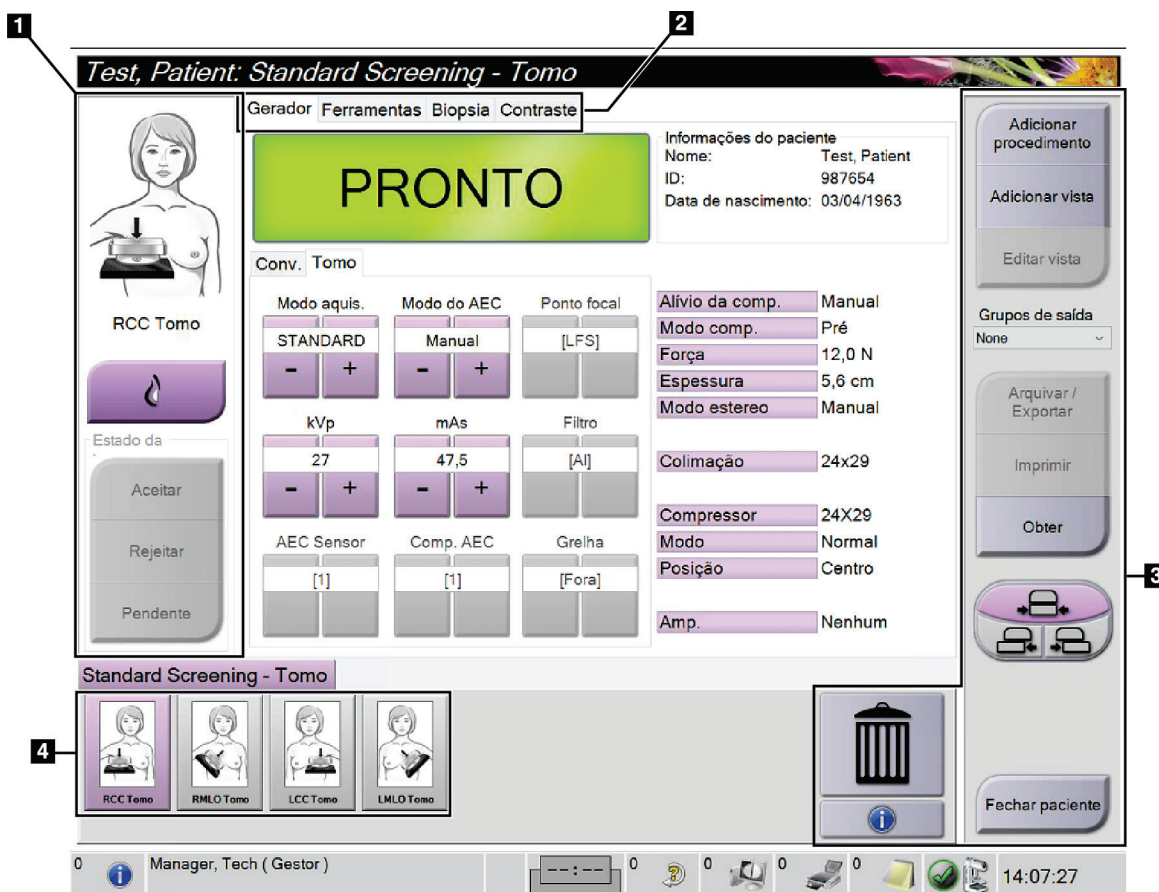 1
2
Test, Patient: Standard Screening - Tomo
Gerador Ferramentas Biopsia Contraste
PRONTO
Informações do paciente
Nome: Test, Patient
ID: 987654
Data de nascimento: 03/04/1963
Adicionar
procedimento
Adicionar vista
Editar vista
RCC Tomo
Conv. Tomo
Modo aquis. Modo do AEC Ponto focal
STANDARD Manual [LFS]
- + - +
kVp mAs Filtro
27 47,5 [Al]
- + - +
AEC Sensor Comp. AEC Grelha
[1] [1] [Fora]
Alívio da comp. Manual
Modo comp. Pré
Força 12,0 N
Espessura 5,6 cm
Modo estereo Manual
Colimação 24x29
Compressor 24X29
Modo Normal
Posição Centro
Amp. Nenhum
Grupos de saída
None
Arquivar /
Exportar
Imprimir
Obter
3
Estado da
Aceitar
Rejeitar
Pendente
Standard Screening - Tomo
4
RCC Tomo RMLO Tomo LCC Tomo LMLO Tomo
i
Fechar paciente
0 i Manager, Tech ( Gestor ) --:-- 0 ? 0 0 0 14:07:27